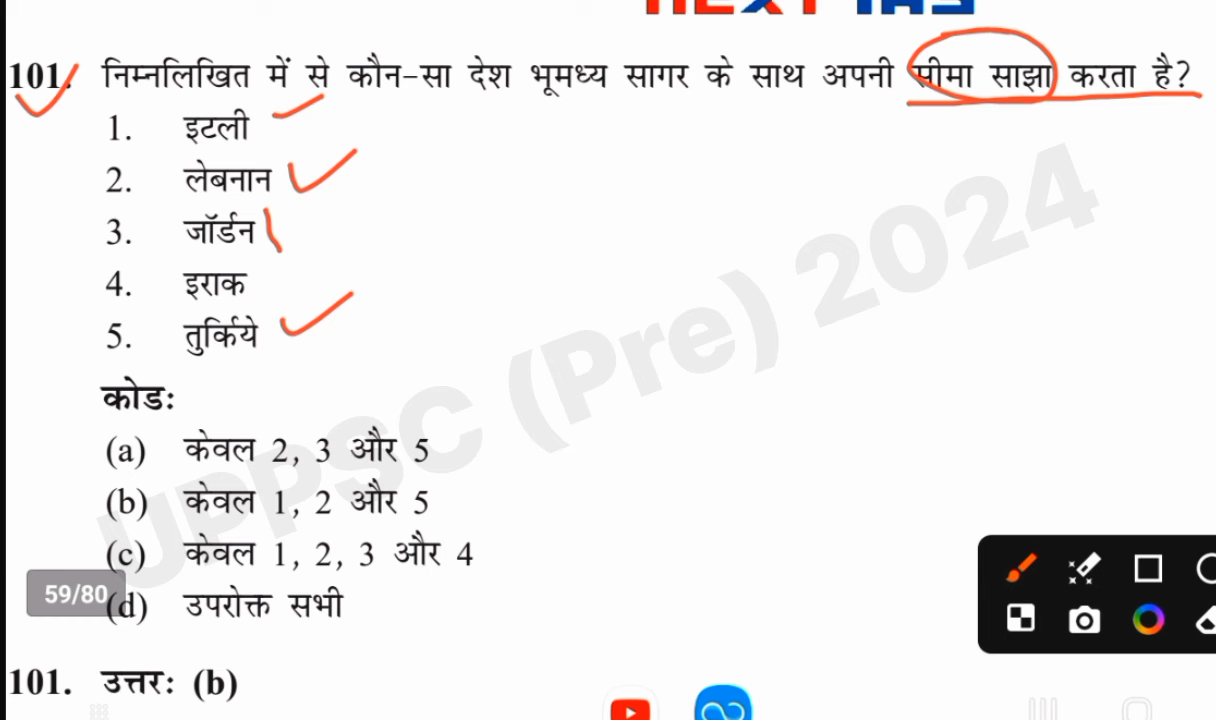 NEXT IAS
101. निम्नलिखित में से कौन-सा देश भूमध्य सागर के साथ अपनी सीमा साझा करता है?
1. इटली
2. लेबनान
3. जॉर्डन
4. इराक
5. तुर्किये
कोडः
(a) केवल 2, 3 और 5
(b) केवल 1, 2 और 5
(c) केवल 1, 2, 3 और 4
59/80
(d) उपरोक्त सभी
101. उत्तरः (b)
UPPSC (Pre) 2024